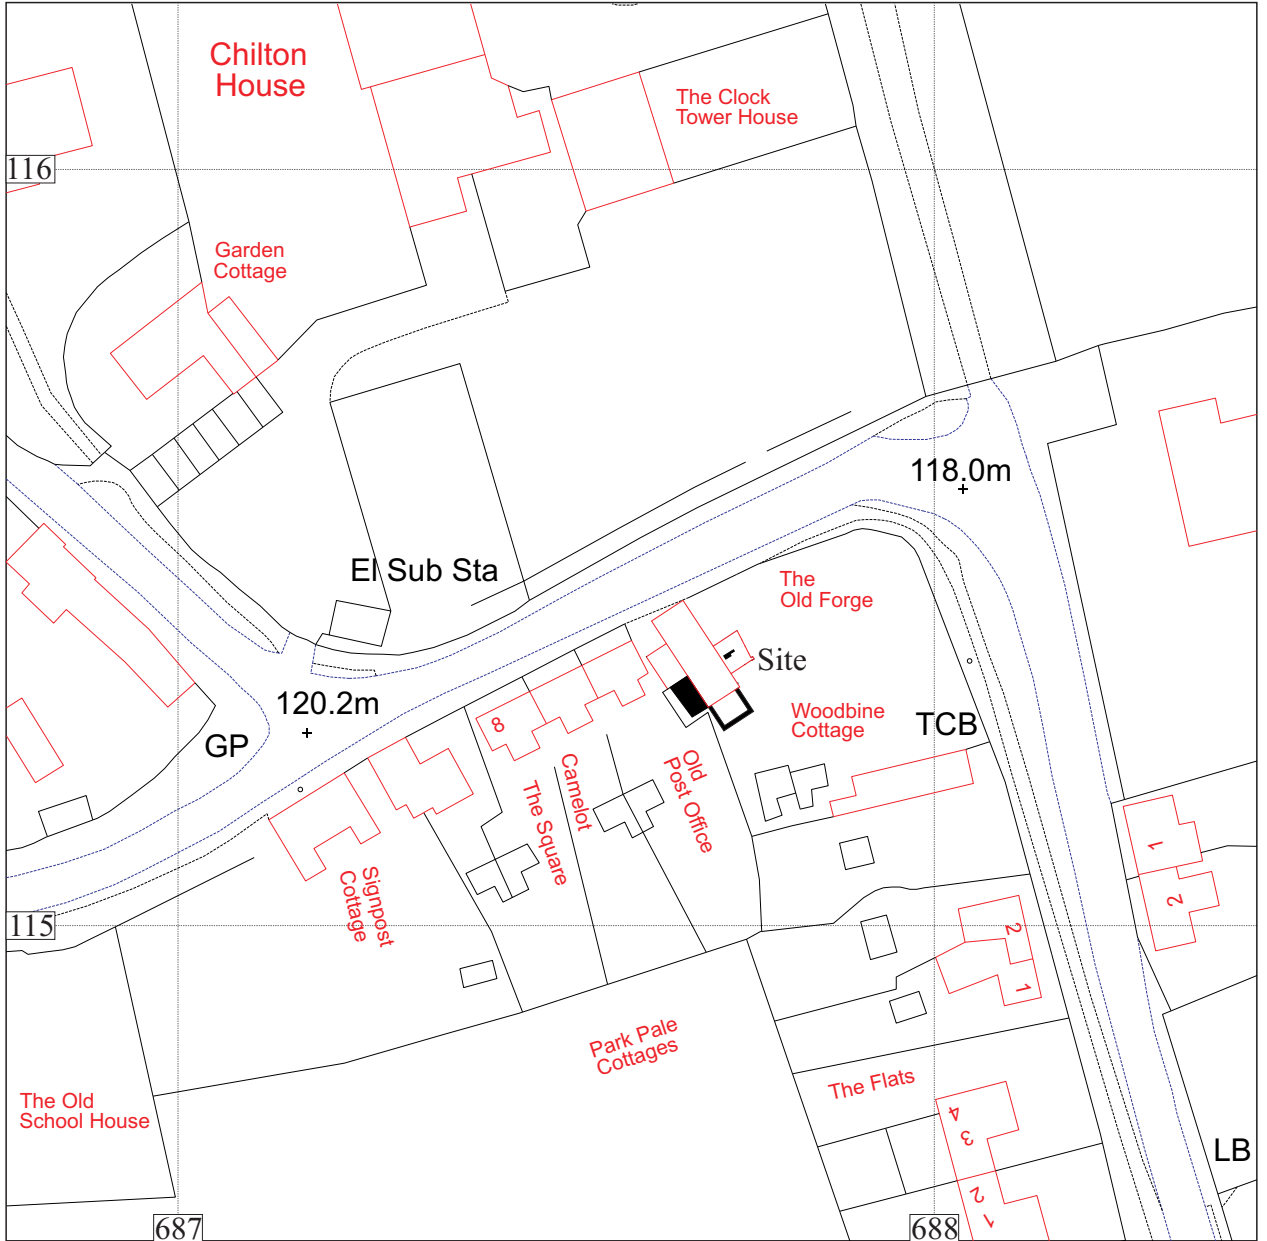 Chilton
House
The Clock
Tower House
116
Garden
Cottage
118.0m
El Sub Sta
The
Old Forge
Site
120.2m
GP
8
Woodbine
Cottage
TCB
Camelot
The Square
Old
Post Office
Signpost
Cottage
1
2
115
2
1
Park Pale
Cottages
The Flats
The Old
School House
4
3
2
1
LB
687
688